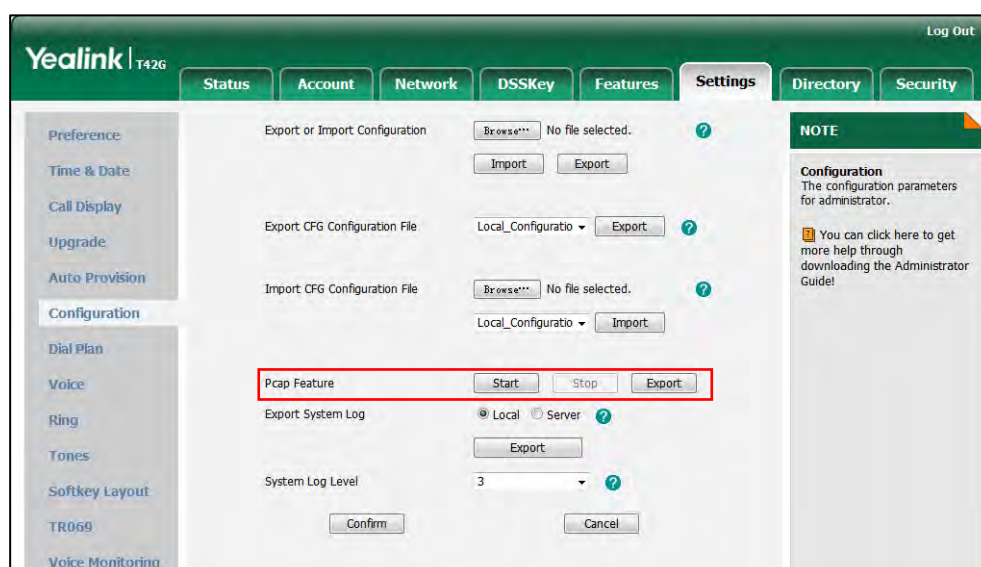 Log Out
Yealink | T42G
Status Account Network DSSKey Features Settings Directory Security
Preference
Time & Date
Call Display
Upgrade
Auto Provision
Configuration
Dial Plan
Voice
Ring
Tones
Softkey Layout
TR069
Voice Monitoring
Export or Import Configuration Browse... No file selected. ?
Import Export
Export CFG Configuration File Local_Configuratio Export ?
Import CFG Configuration File Browse... No file selected. ?
Local_Configuratio Import
Pcap Feature Start Stop Export
Export System Log Local Server ?
Export
System Log Level 3 ?
Confirm Cancel
NOTE
Configuration
The configuration parameters
for administrator.
? You can click here to get
more help through
downloading the Administrator
Guide!